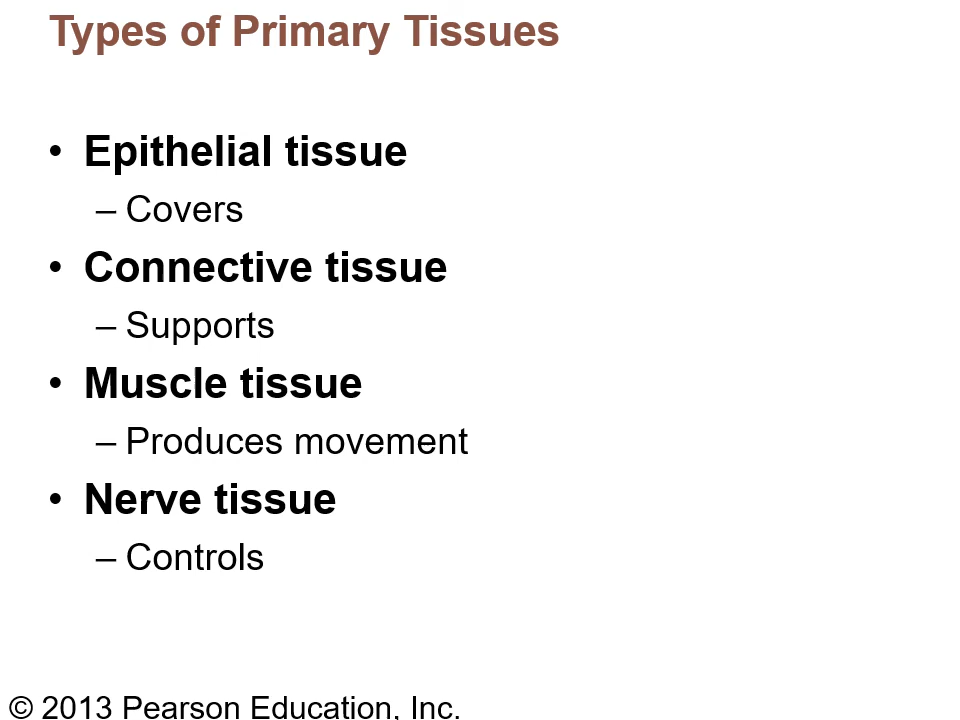 Types of Primary Tissues
• Epithelial tissue
– Covers
• Connective tissue
– Supports
• Muscle tissue
– Produces movement
• Nerve tissue
– Controls
© 2013 Pearson Education, Inc.